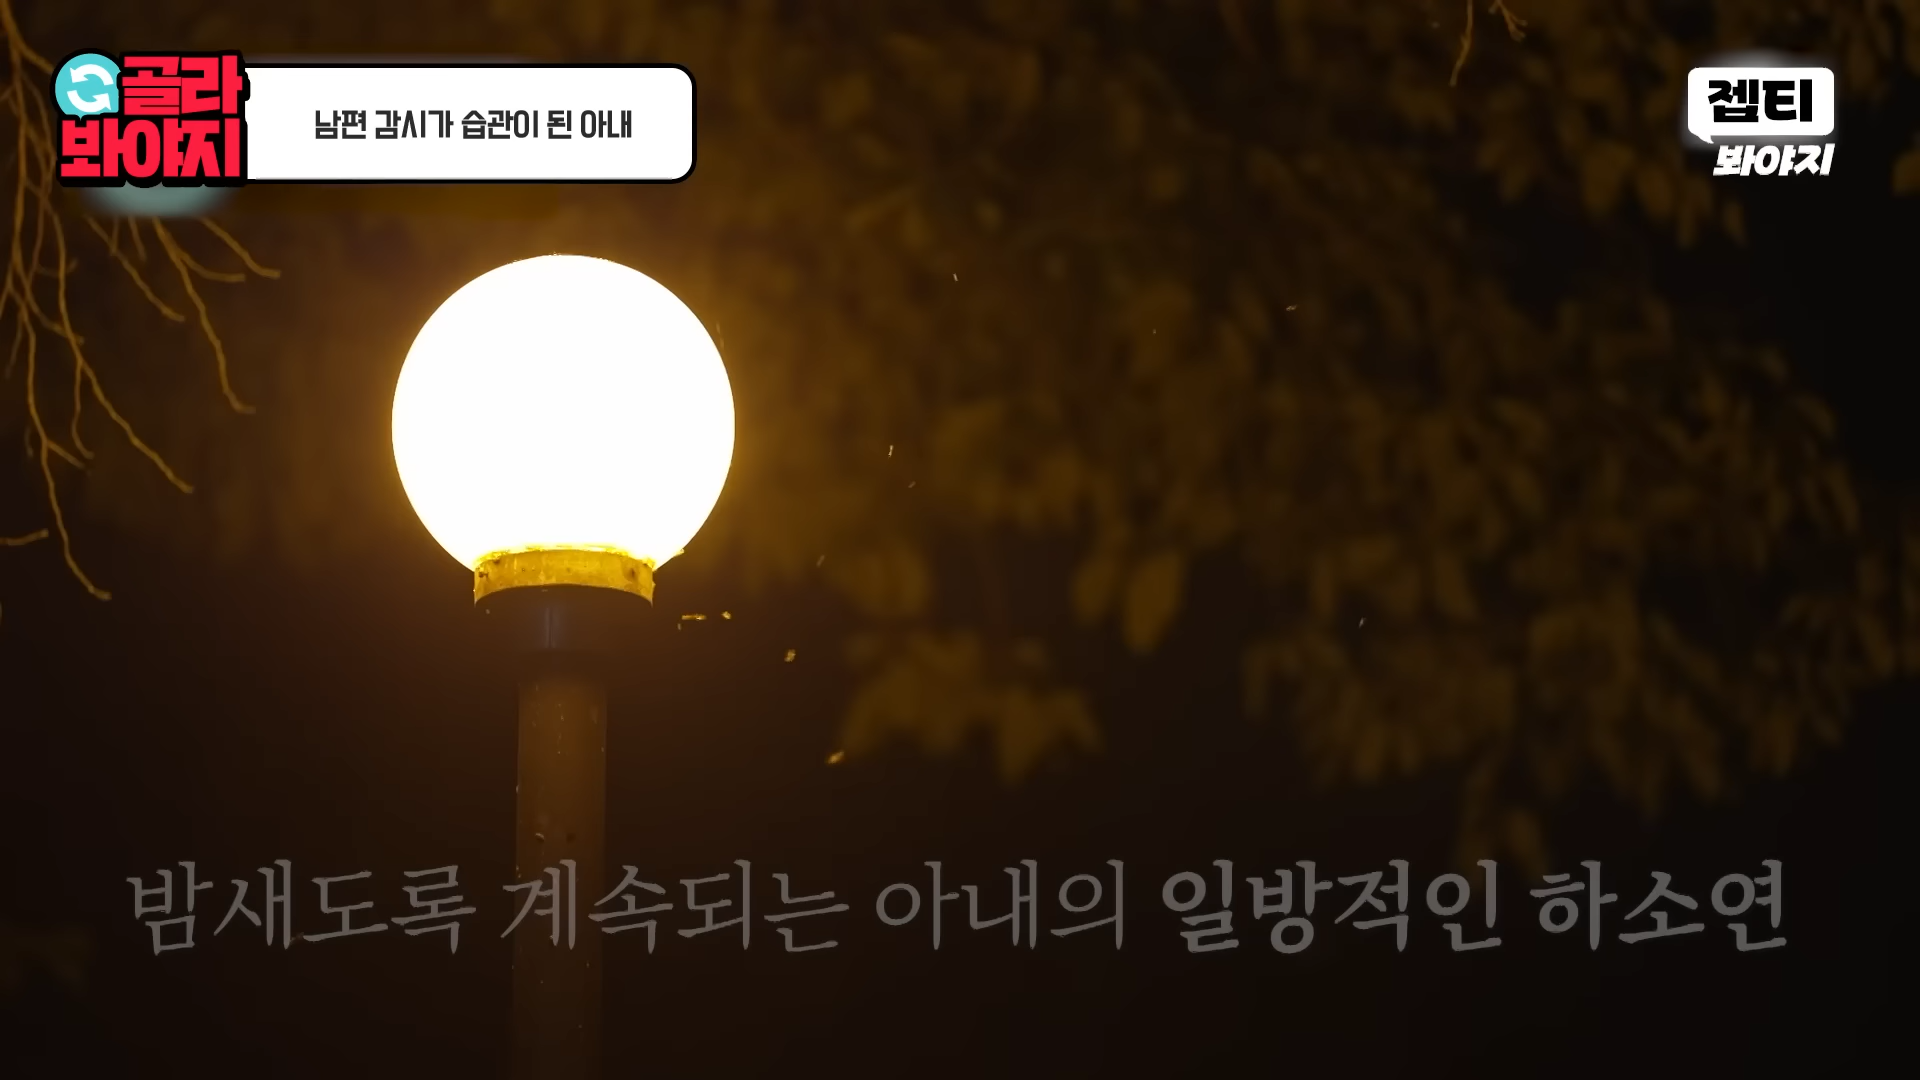 골라
봐야지
남편 감시가 습관이 된 아내
젭티
봐야지
밤새도록 계속되는 아내의 일방적인 하소연